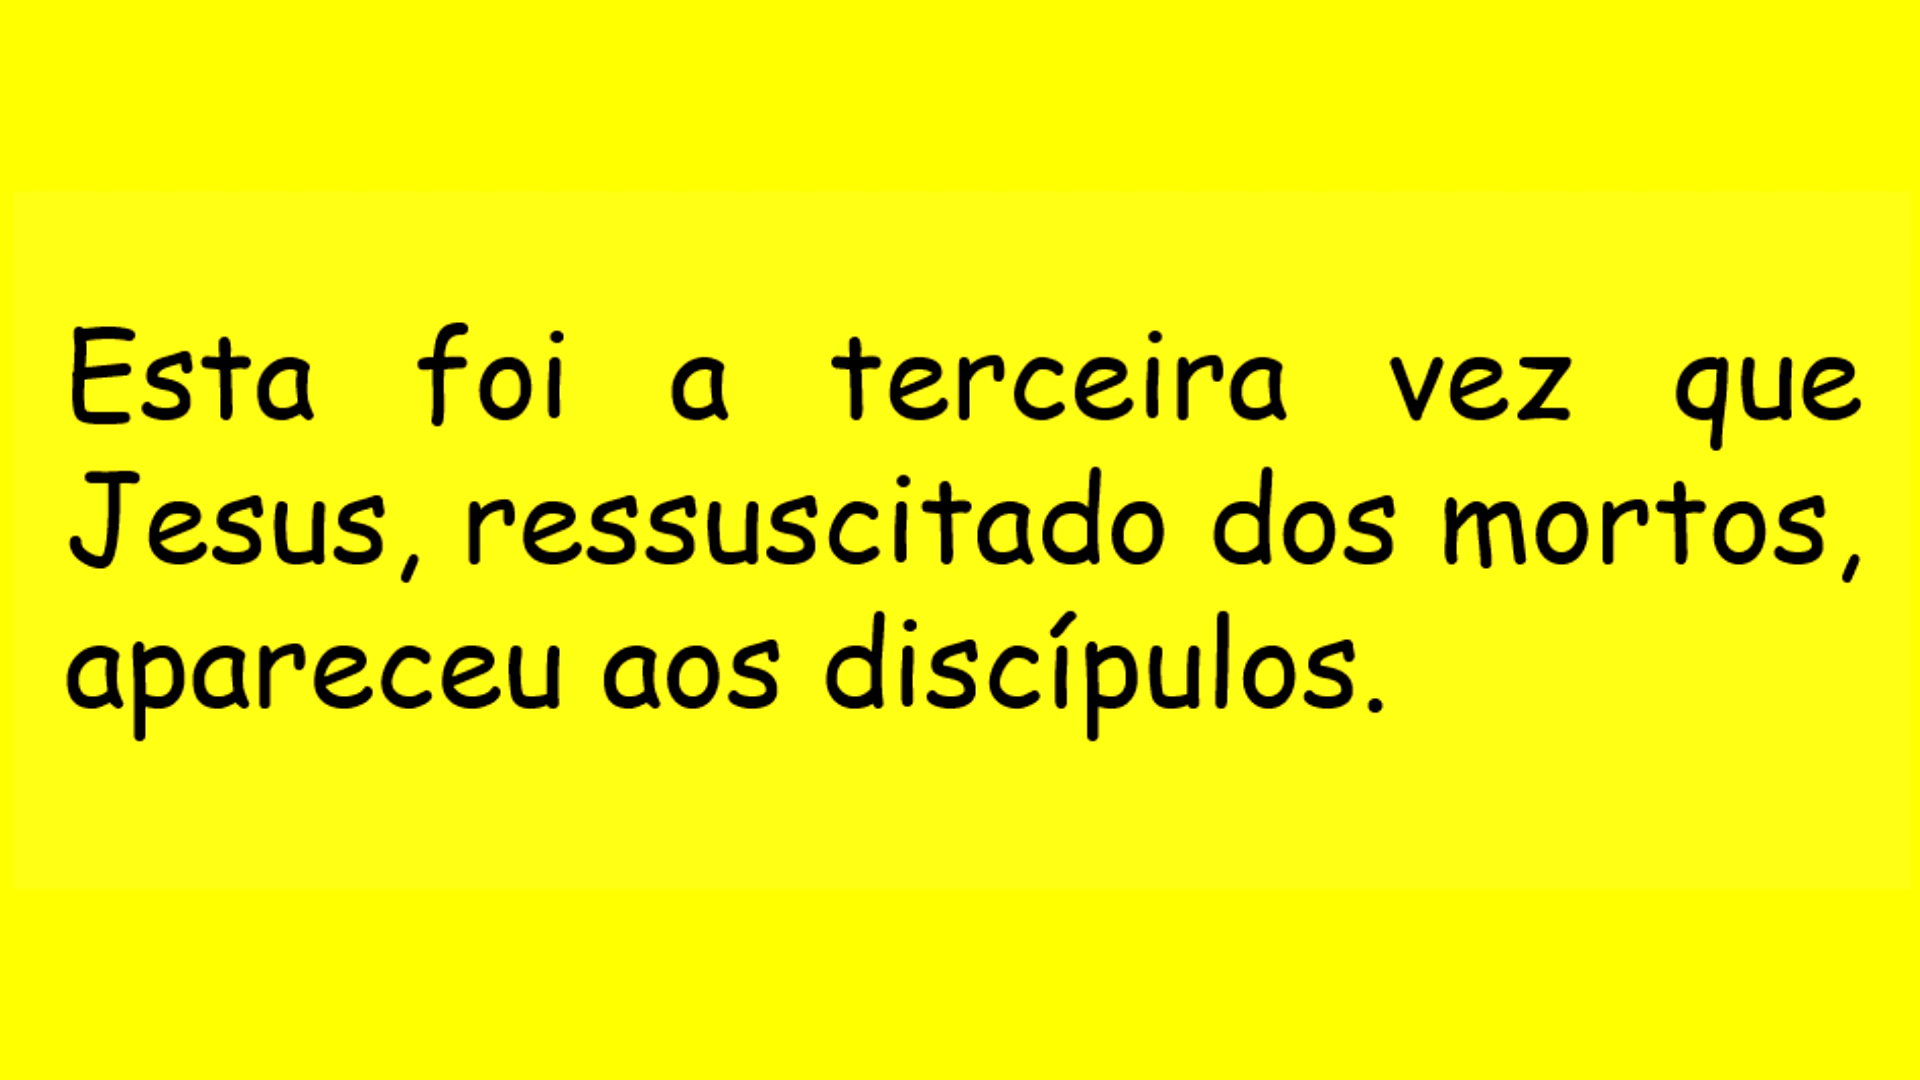 Esta foi a terceira vez que
Jesus, ressuscitado dos mortos,
apareceu aos discípulos.